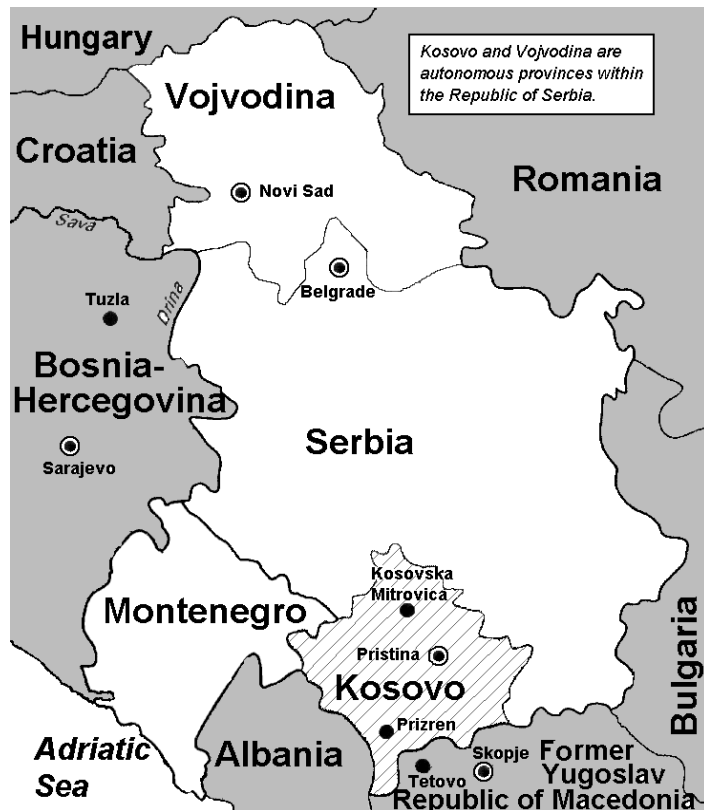 Hungary
Kosovo and Vojvodina are
autonomous provinces within
the Republic of Serbia.
Vojvodina
Croatia
Romania
Novi Sad
Sava
Belgrade
Drina
Tuzla
Bosnia-
Hercegovina
Serbia
Sarajevo
Kosovska
Mitrovica
Montenegro
Pristina
Kosovo
Bulgaria
Prizren
Adriatic
Sea
Albania
Skopje
Tetovo
Former
Yugoslav
Republic of Macedonia